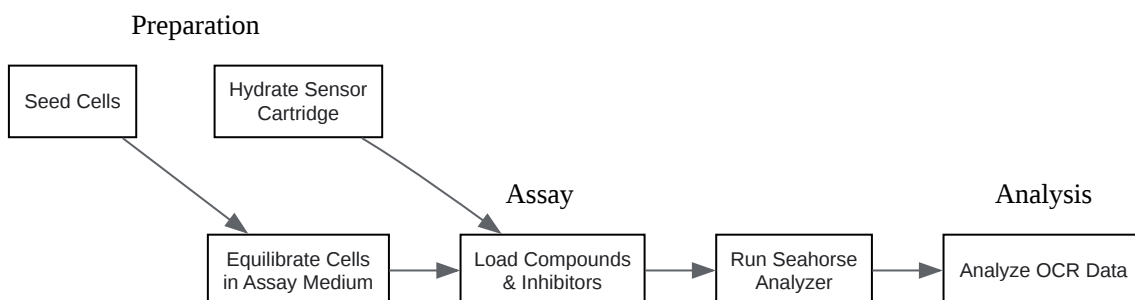 Preparation
Seed Cells
Hydrate Sensor
Cartridge
Assay
Analysis
Equilibrate Cells
in Assay Medium
Load Compounds
& Inhibitors
Run Seahorse
Analyzer
Analyze OCR Data